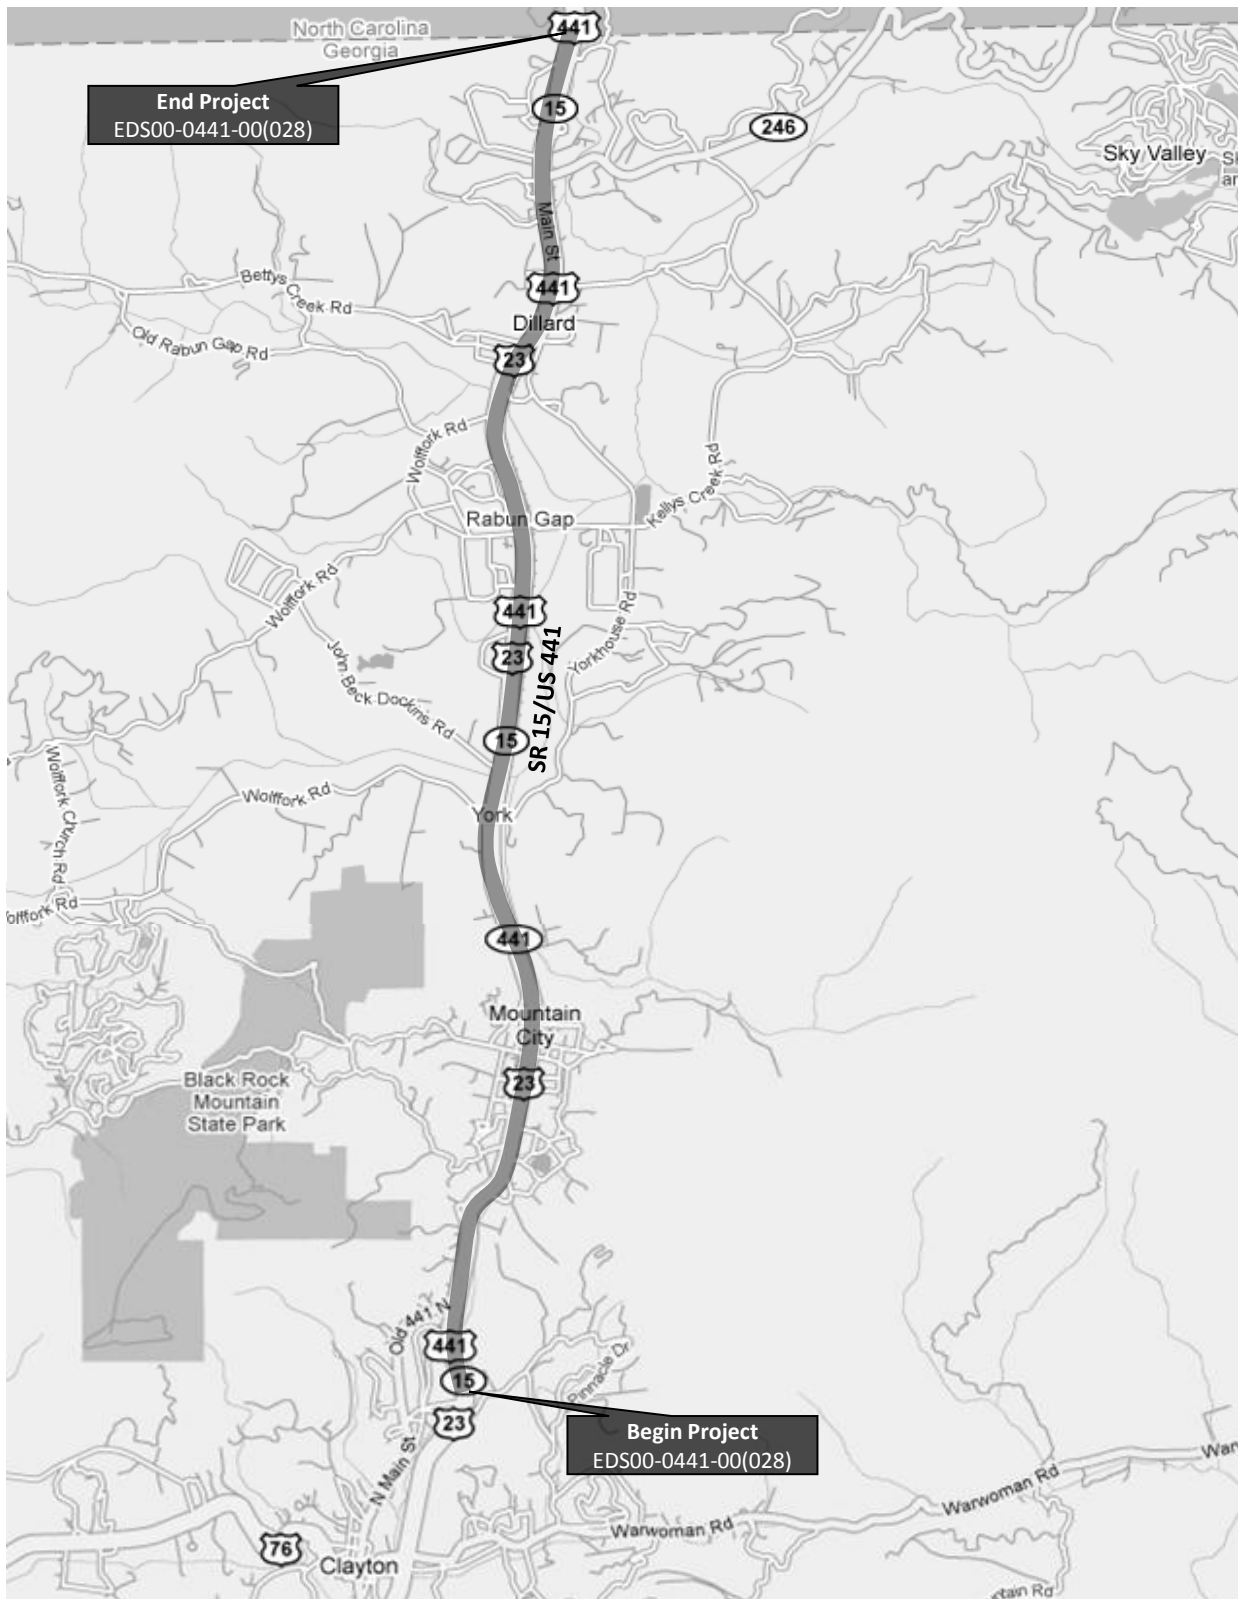 North Carolina
Georgia
441
End Project
EDS00-0441-00(028)
15
246
Sky Valley
Main St
441
Bettys Creek Rd
Dillard
Old Rabun Gap Rd
23
Wolffork Rd
Kellys Creek Rd
Rabun Gap
Wolffork Rd
441
23
SR 15/US 441
Yorkhouse Rd
John Beck Dockins Rd
15
Wolffork Church Rd
Wolffork Rd
York
olffork Rd
441
Mountain
City
23
Black Rock
Mountain
State Park
Old 441 N
441
15
Pinnacle Dr
23
Begin Project
EDS00-0441-00(028)
N Main St
War
Warwoman Rd
Warwoman Rd
76
Clayton
ntain Rd